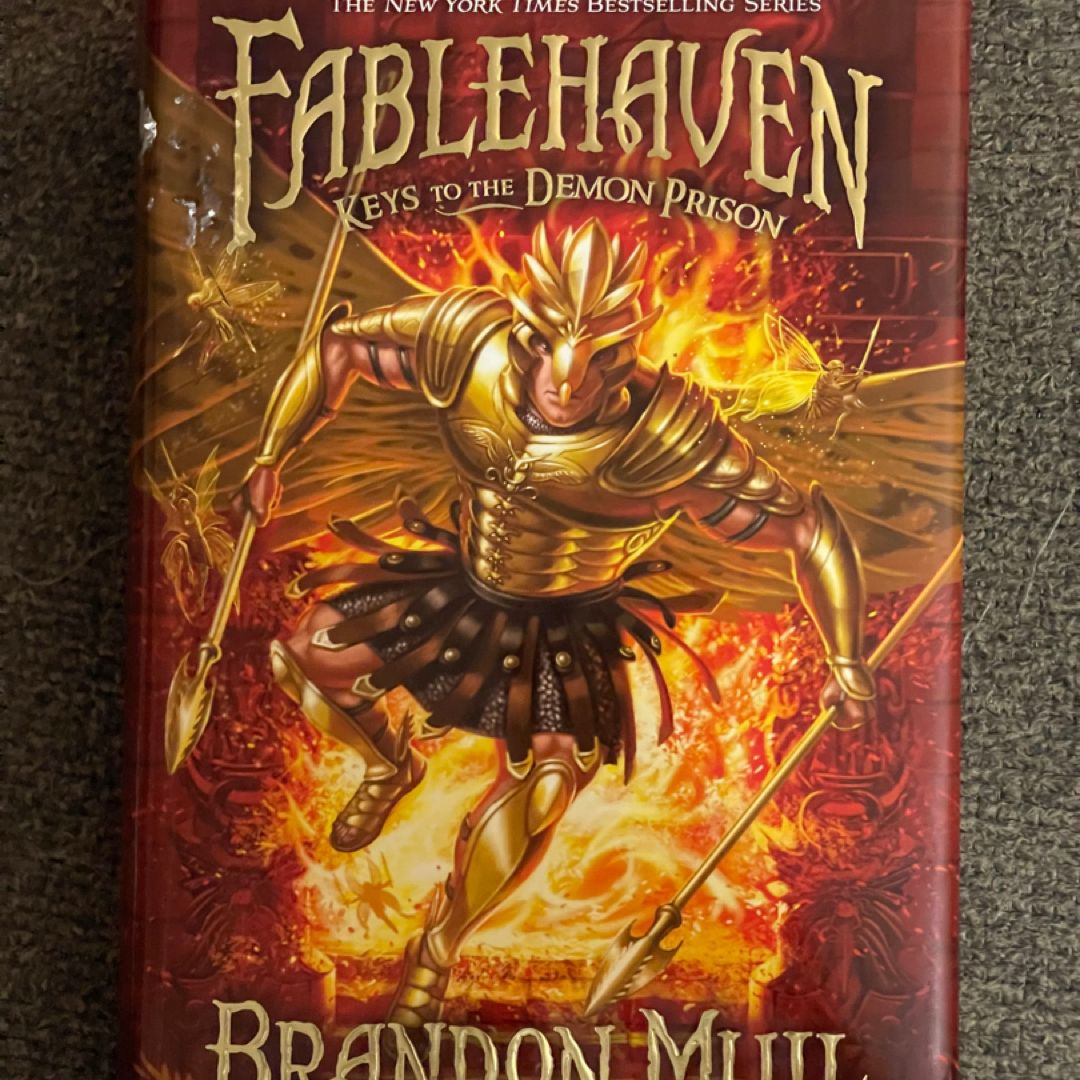 THE NEW YORK TIMES BESTSELLING SERIES
FABLEHAVEN
KEYS TO THE DEMON PRISON
BRANDON MULL